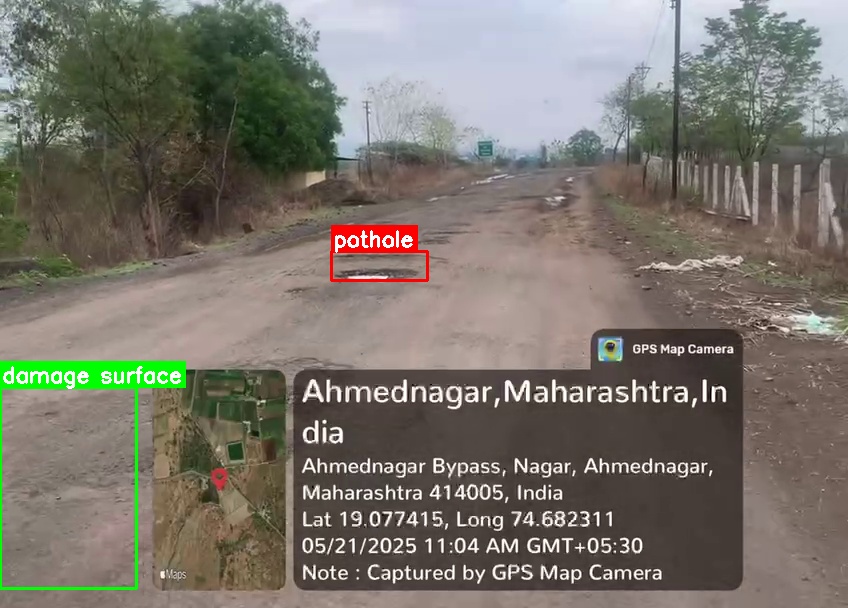 pothole
GPS Map Camera
damage surface
Ahmednagar,Maharashtra,In
dia
Ahmednagar Bypass, Nagar, Ahmednagar,
Maharashtra 414005, India
Lat 19.077415, Long 74.682311
05/21/2025 11:04 AM GMT+05:30
Note : Captured by GPS Map Camera
Maps